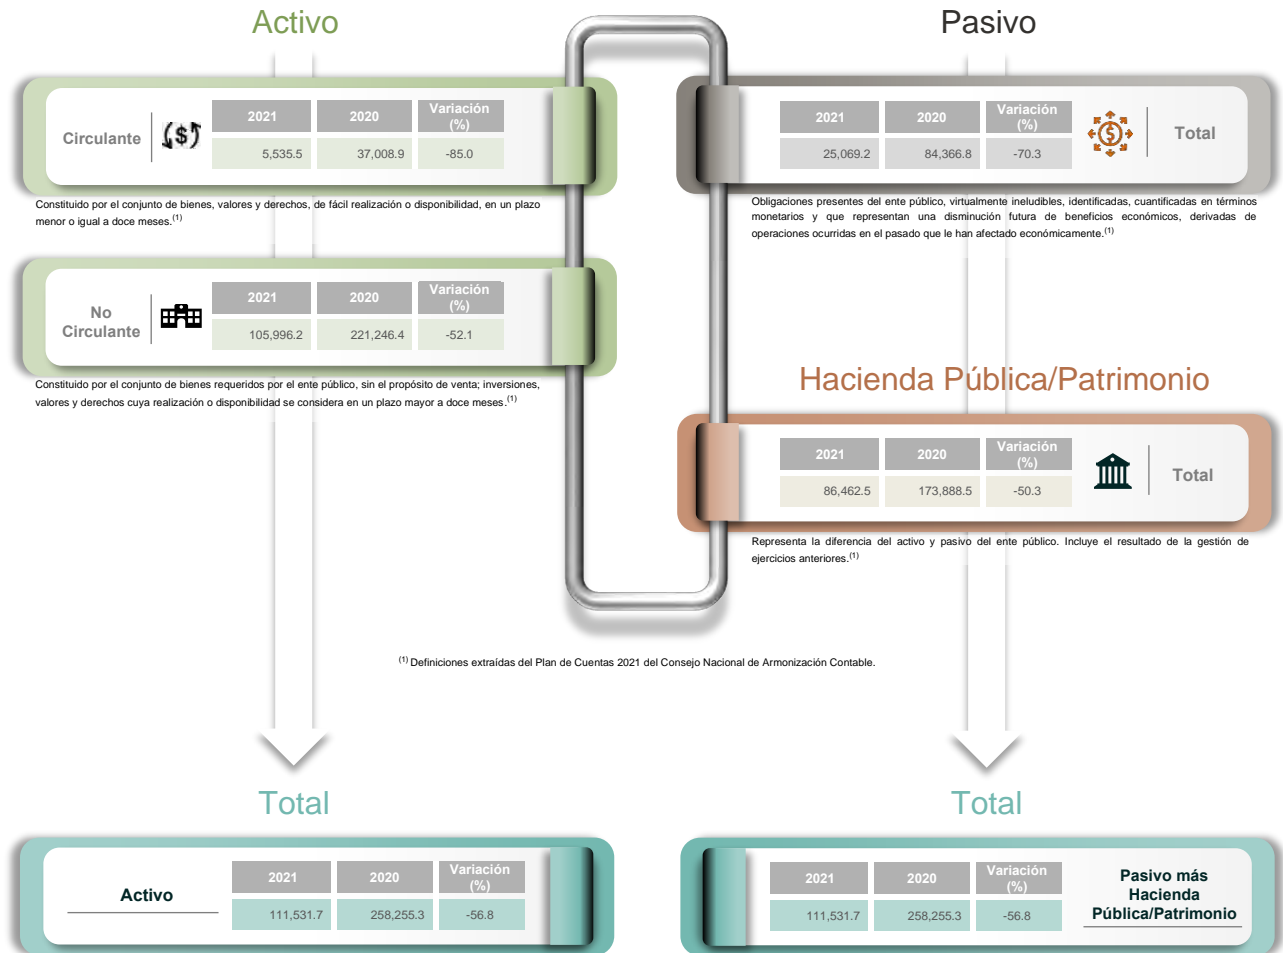 Activo
Circulante
2021 2020 Variación (%)
5,535.5 37,008.9 -85.0
Constituido por el conjunto de bienes, valores y derechos, de fácil realización o disponibilidad, en un plazo
menor o igual a doce meses.(1)
No
Circulante
2021 2020 Variación (%)
105,996.2 221,246.4 -52.1
Constituido por el conjunto de bienes requeridos por el ente público, sin el propósito de venta; inversiones,
valores y derechos cuya realización o disponibilidad se considera en un plazo mayor a doce meses.(1)
Pasivo
2021 2020 Variación (%)
25,069.2 84,366.8 -70.3
Total
Obligaciones presentes del ente público, virtualmente ineludibles, identificadas, cuantificadas en términos
monetarios y que representan una disminución futura de beneficios económicos, derivadas de
operaciones ocurridas en el pasado que le han afectado económicamente.(1)
Hacienda Pública/Patrimonio
2021 2020 Variación (%)
86,462.5 173,888.5 -50.3
Total
Representa la diferencia del activo y pasivo del ente público. Incluye el resultado de la gestión de
ejercicios anteriores.(1)
(1) Definiciones extraídas del Plan de Cuentas 2021 del Consejo Nacional de Armonización Contable.
Total
Activo
2021 2020 Variación (%)
111,531.7 258,255.3 -56.8
Total
2021 2020 Variación (%)
111,531.7 258,255.3 -56.8
Pasivo más
Hacienda
Pública/Patrimonio